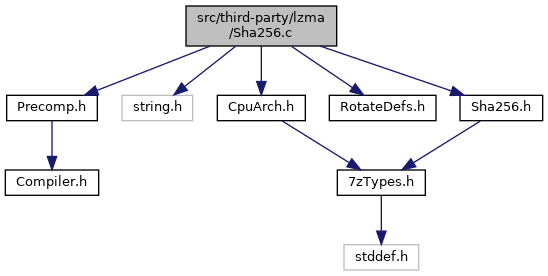 src/third-party/lzma
/Sha256.c
Precomp.h
string.h
CpuArch.h
RotateDefs.h
Sha256.h
Compiler.h
7zTypes.h
stddef.h